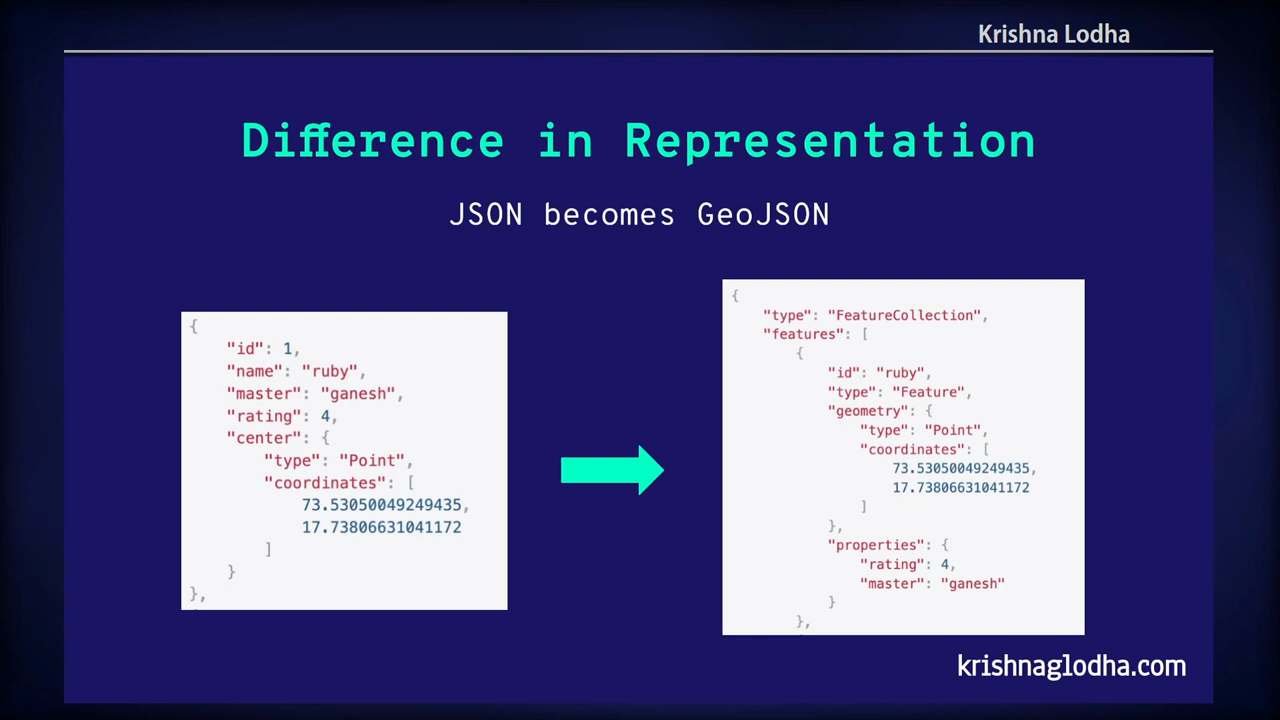 Krishna Lodha
Difference in Representation
JSON becomes GeoJSON
{
"id": 1,
"name": "ruby",
"master": "ganesh",
"rating": 4,
"center": {
"type": "Point",
"coordinates": [
73.53050049249435,
17.73806631041172
]
}
},
{
"type": "FeatureCollection",
"features": [
{
"id": "ruby",
"type": "Feature",
"geometry": {
"type": "Point",
"coordinates": [
73.53050049249435,
17.73806631041172
]
},
"properties": {
"rating": 4,
"master": "ganesh"
}
},
krishnaglodha.com